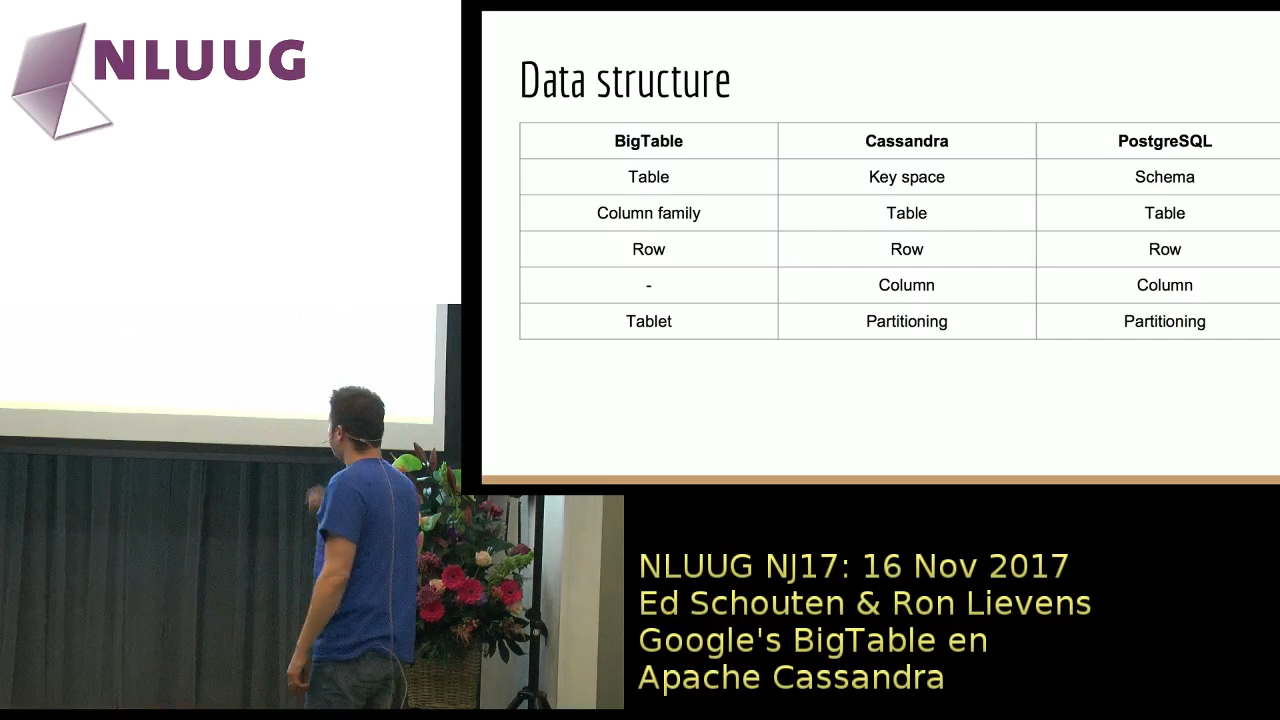 NLUUG
Data structure
BigTable Cassandra PostgreSQL
Table Key space Schema
Column family Table Table
Row Row Row
- Column Column
Tablet Partitioning Partitioning
NLUUG NJ17: 16 Nov 2017
Ed Schouten & Ron Lievens
Google's BigTable en
Apache Cassandra